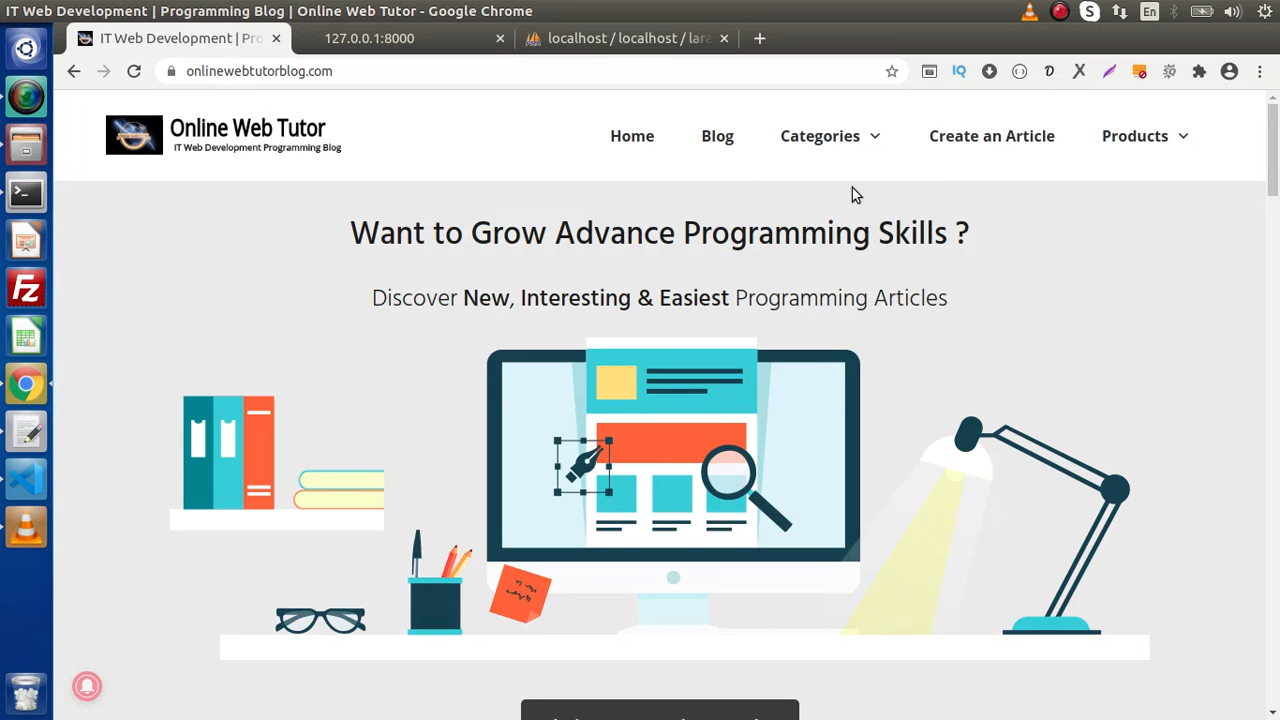 IT Web Development | Programming Blog | Online Web Tutor - Google Chrome
En
IT Web Development | Pro
127.0.0.1:8000
localhost / localhost / lara
onlinewebtutorblog.com
IQ
Online Web Tutor
IT Web Development Programming Blog
Home
Blog
Categories
Create an Article
Products
Want to Grow Advance Programming Skills ?
Discover New, Interesting & Easiest Programming Articles